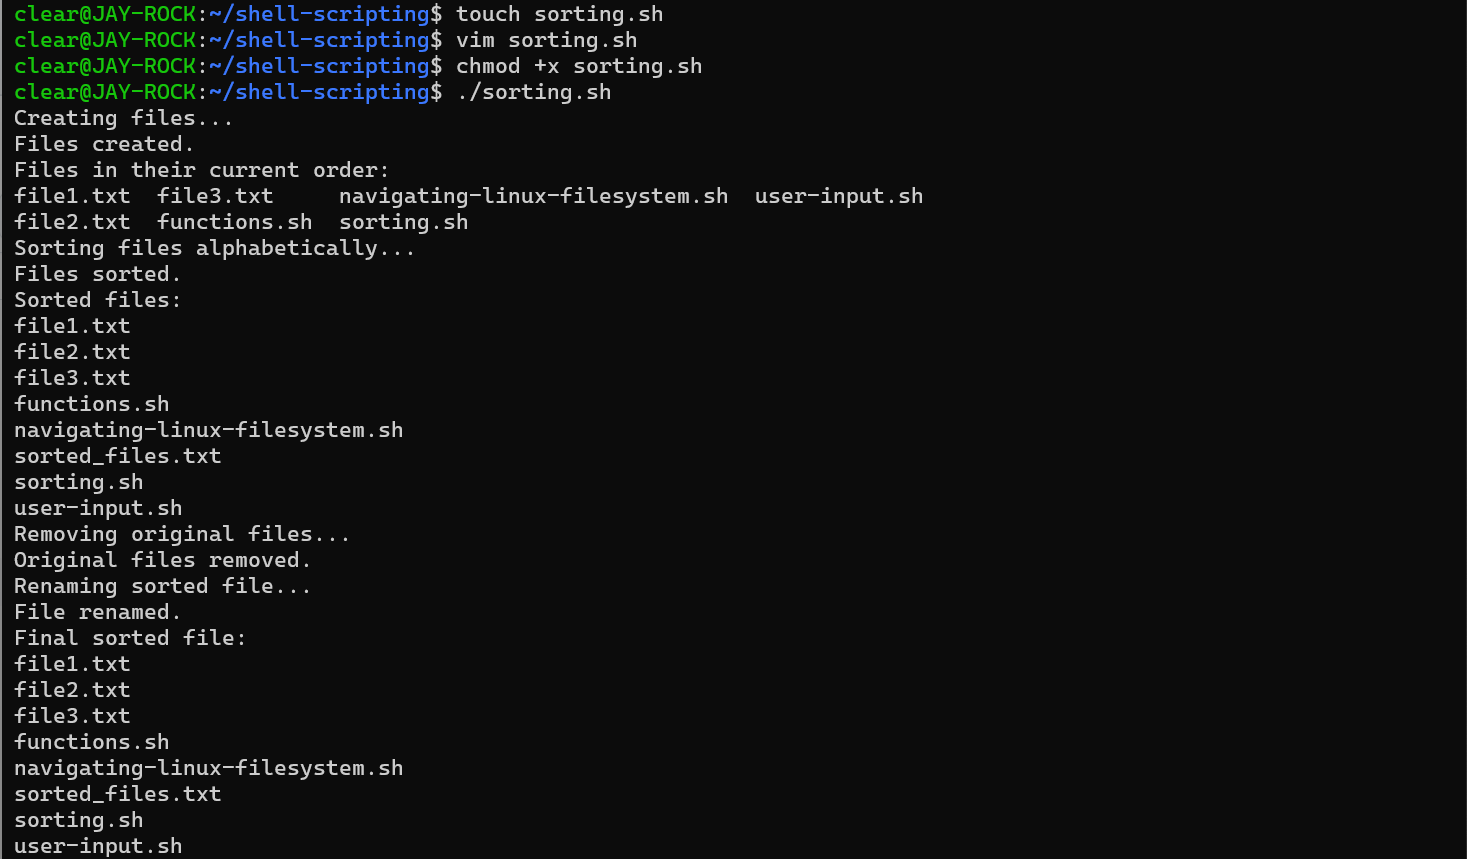 clear@JAY-ROCK:~/shell-scripting$ touch sorting.sh
clear@JAY-ROCK:~/shell-scripting$ vim sorting.sh
clear@JAY-ROCK:~/shell-scripting$ chmod +x sorting.sh
clear@JAY-ROCK:~/shell-scripting$ ./sorting.sh
Creating files...
Files created.
Files in their current order:
file1.txt  file3.txt     navigating-linux-filesystem.sh  user-input.sh
file2.txt  functions.sh  sorting.sh
Sorting files alphabetically...
Files sorted.
Sorted files:
file1.txt
file2.txt
file3.txt
functions.sh
navigating-linux-filesystem.sh
sorted_files.txt
sorting.sh
user-input.sh
Removing original files...
Original files removed.
Renaming sorted file...
File renamed.
Final sorted file:
file1.txt
file2.txt
file3.txt
functions.sh
navigating-linux-filesystem.sh
sorted_files.txt
sorting.sh
user-input.sh